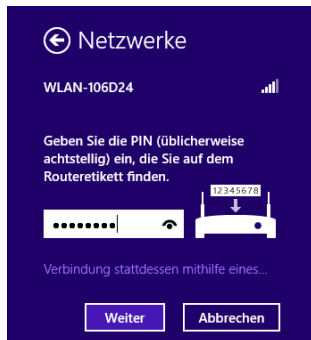 Netzwerke
WLAN-106D24
Geben Sie die PIN (üblicherweise
achtstellig) ein, die Sie auf dem
Routeretikett finden.
12345678
Verbindung stattdessen mithilfe eines...
Weiter
Abbrechen